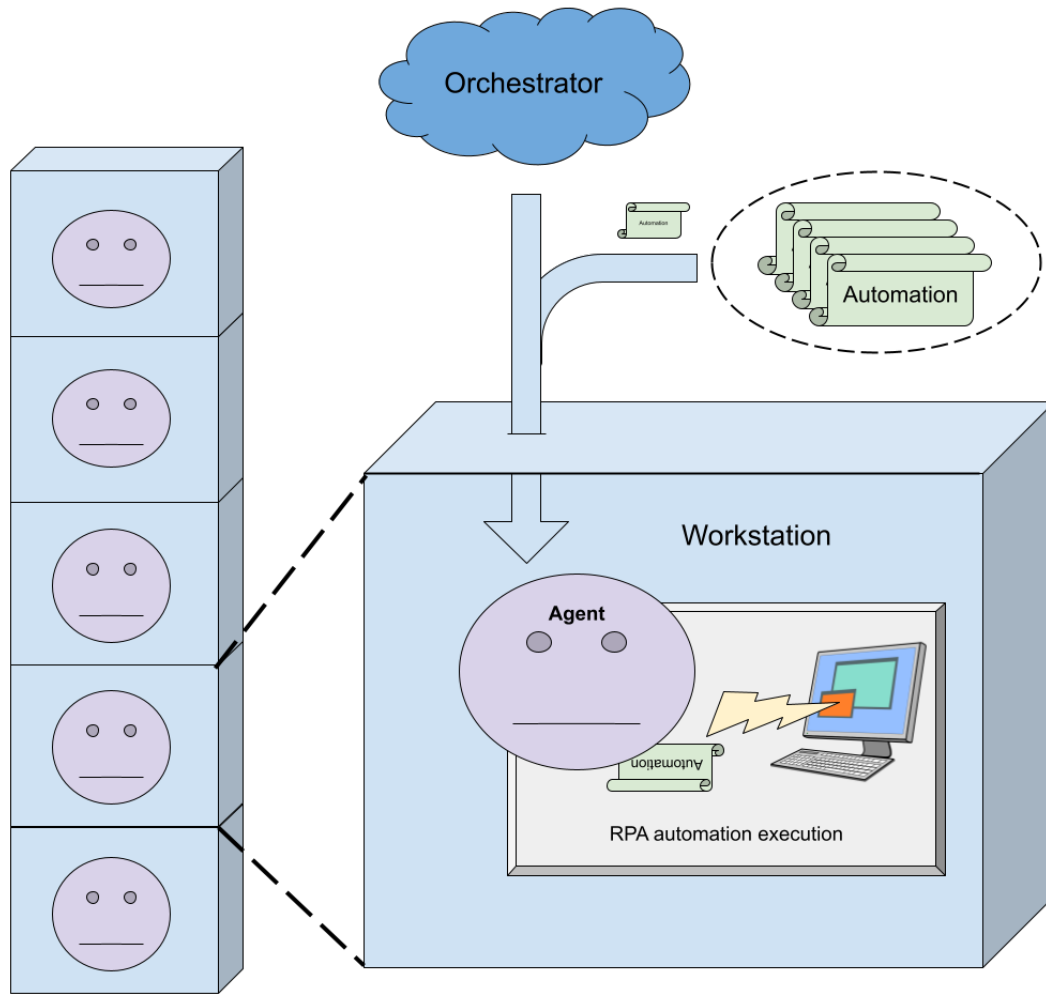 Orchestrator
Automation
Automation
Workstation
Agent
Automation
RPA automation execution